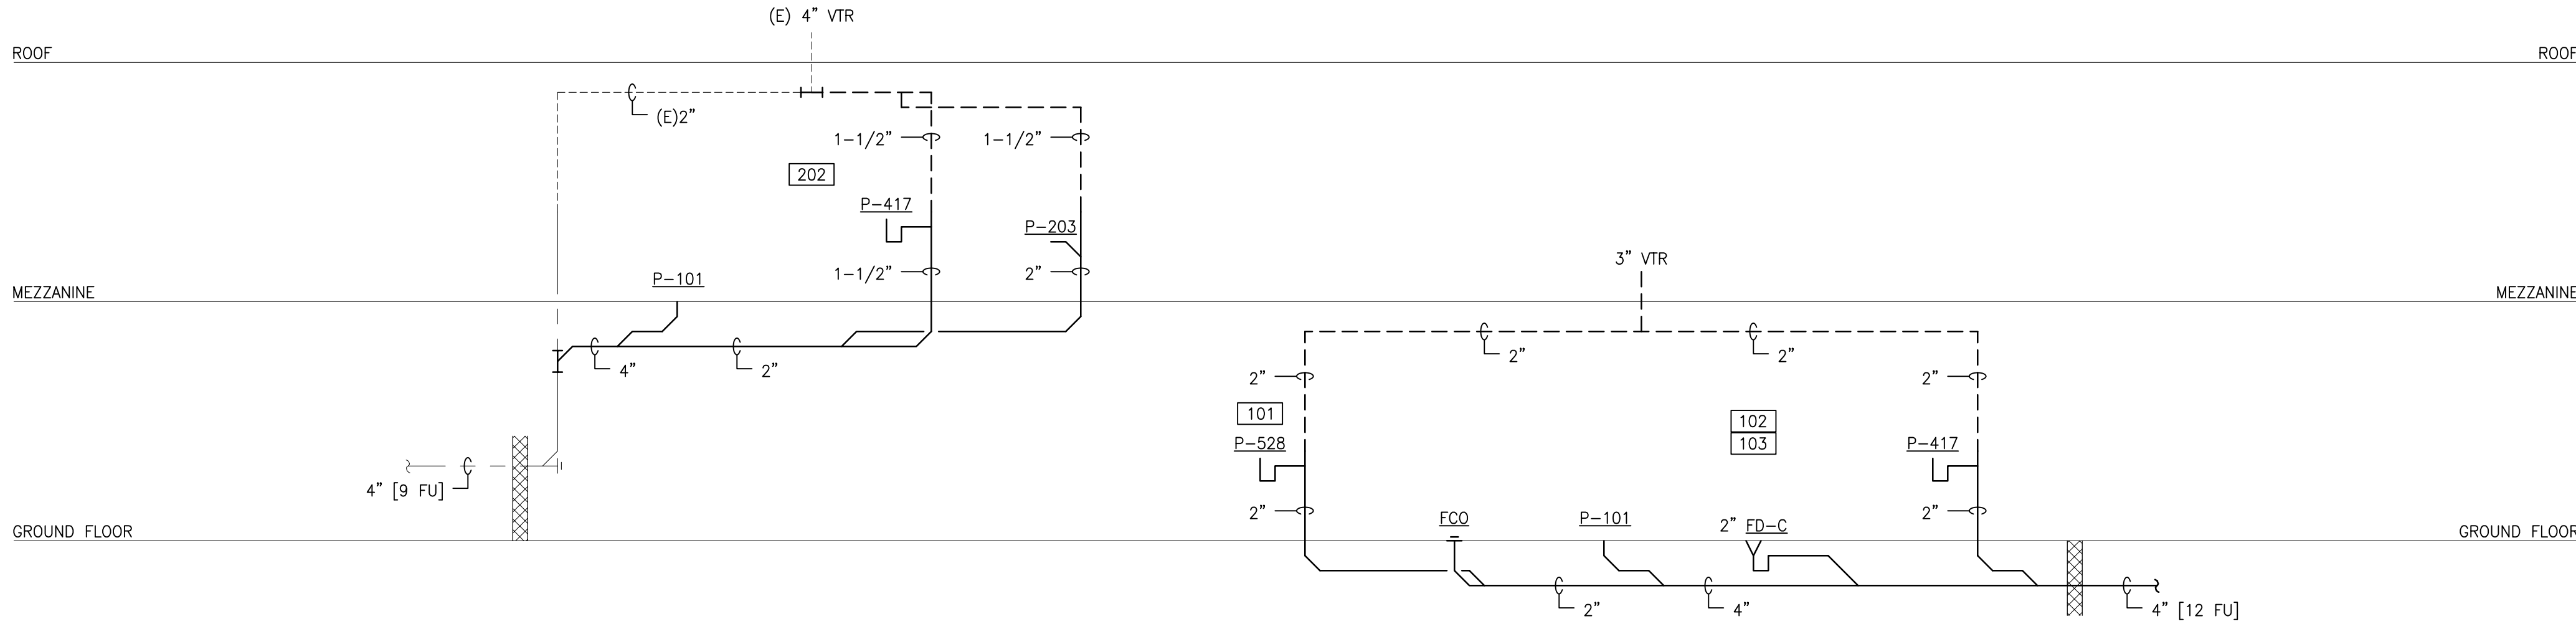 (E) 4” VTR
ROOF
ROOF
(E)2”
1-1/2”
1-1/2”
202
P-417
P-203
3” VTR
1-1/2”
2”
P-101
MEZZANINE
MEZZANINE
4”
2”
2”
2”
2”
2”
101
102
103
P-528
P-417
4” [9 FU]
2”
2”
FCO
P-101
2” FD-C
GROUND FLOOR
GROUND FLOOR
2”
4”
4” [12 FU]